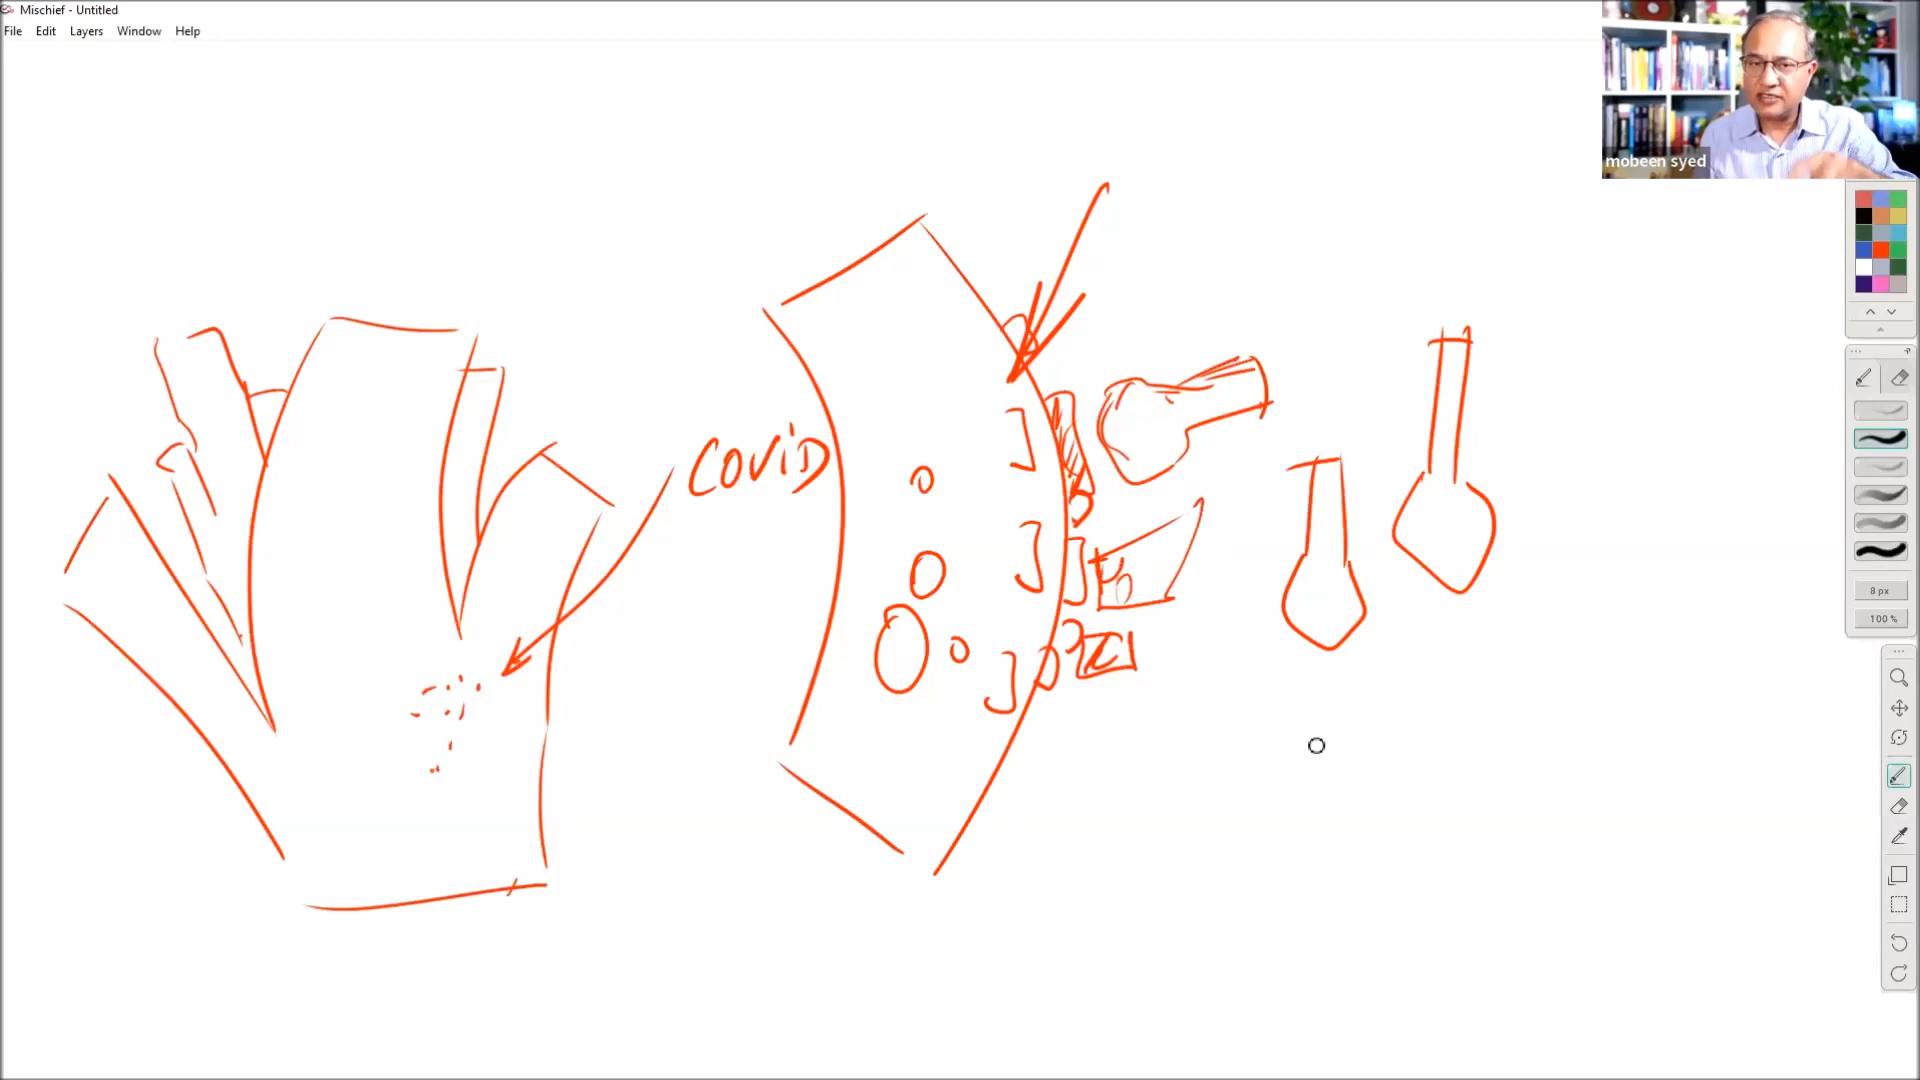 Mischief - Untitled
File Edit Layers Window Help
mobeen syed
COViD
8 px
100 %